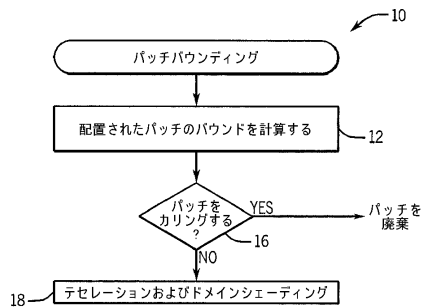 10
パッチバウンディング
配置されたパッチのバウンドを計算する
12
パッチを
カリングする
?
YES
パッチを
廃棄
16
NO
18
テセレーションおよびドメインシェーディング